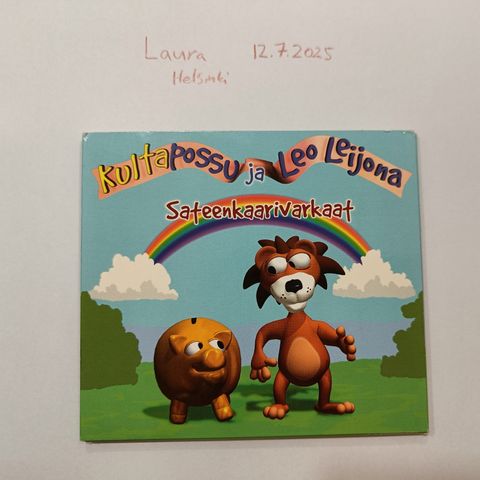 Laura 12.7.2025
Helsinki
Kultapossu ja Leo Leijona
Sateenkaarivarkaat